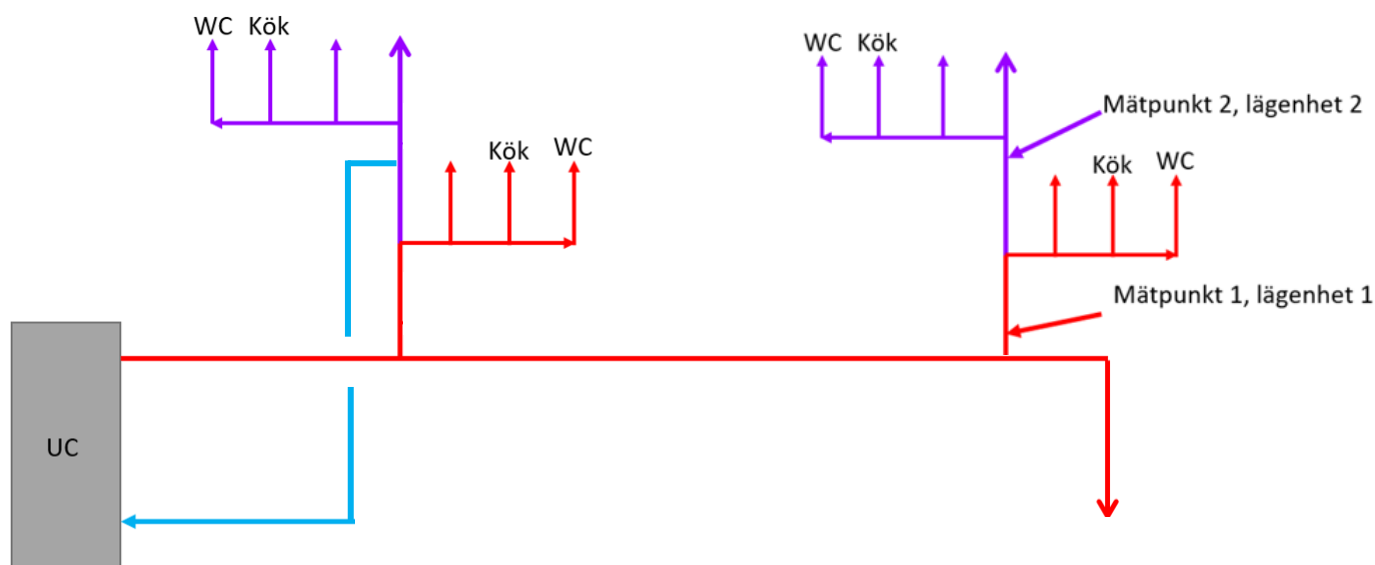 WC Kök
WC Kök
Mätpunkt 2, lägenhet 2
Kök WC
Kök WC
Mätpunkt 1, lägenhet 1
UC